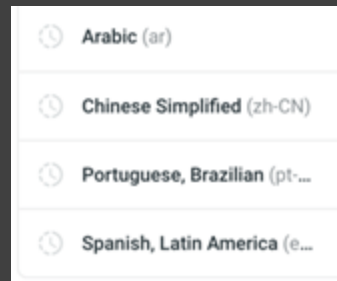 Arabic (ar)
Chinese Simplified (zh-CN)
Portuguese, Brazilian (pt-...
Spanish, Latin America (e...